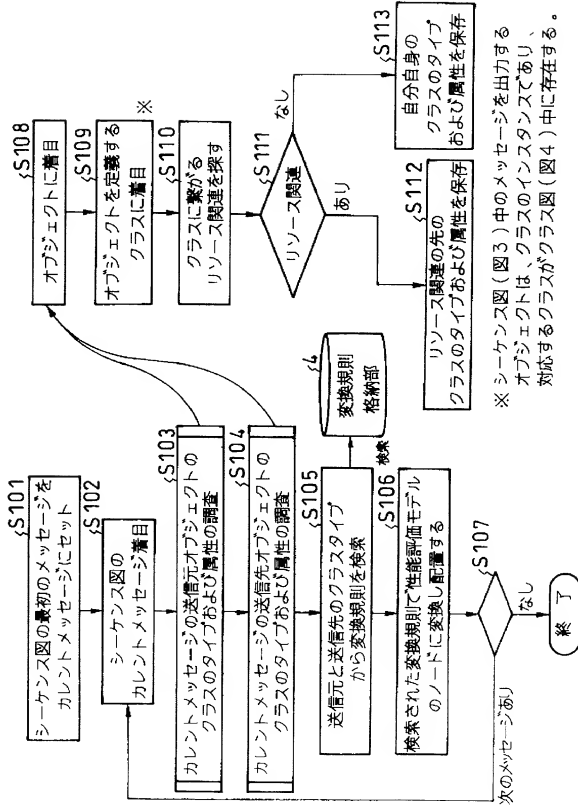 S101
シーケンス図の最初のメッセージを
カレントメッセージにセット
S102
シーケンス図の
カレントメッセージ着目
S103
カレントメッセージの送信元オブジェクトの
クラスのタイプおよび属性の調査
S104
カレントメッセージの送信先オブジェクトの
クラスのタイプおよび属性の調査
S105
送信元と送信先のクラスタイプ
から変換規則を検索
検索
4
変換規則
格納部
S106
検索された変換規則で性能評価モデル
のノードに変換し配置する
S107
次のメッセージあり
なし
終了
S108
オブジェクトに着目
S109
オブジェクトを定義する
クラスに着目
※
S110
クラスに繋がる
リソース関連を探す
S111
リソース関連
なし
あり
S112
リソース関連の先の
クラスのタイプおよび属性を保存
S113
自分自身の
クラスのタイプ
および属性を保存
※ シーケンス図(図3)中のメッセージを出力する
オブジェクトは、クラスのインスタンスであり、
対応するクラスがクラス図(図4)中に存在する。